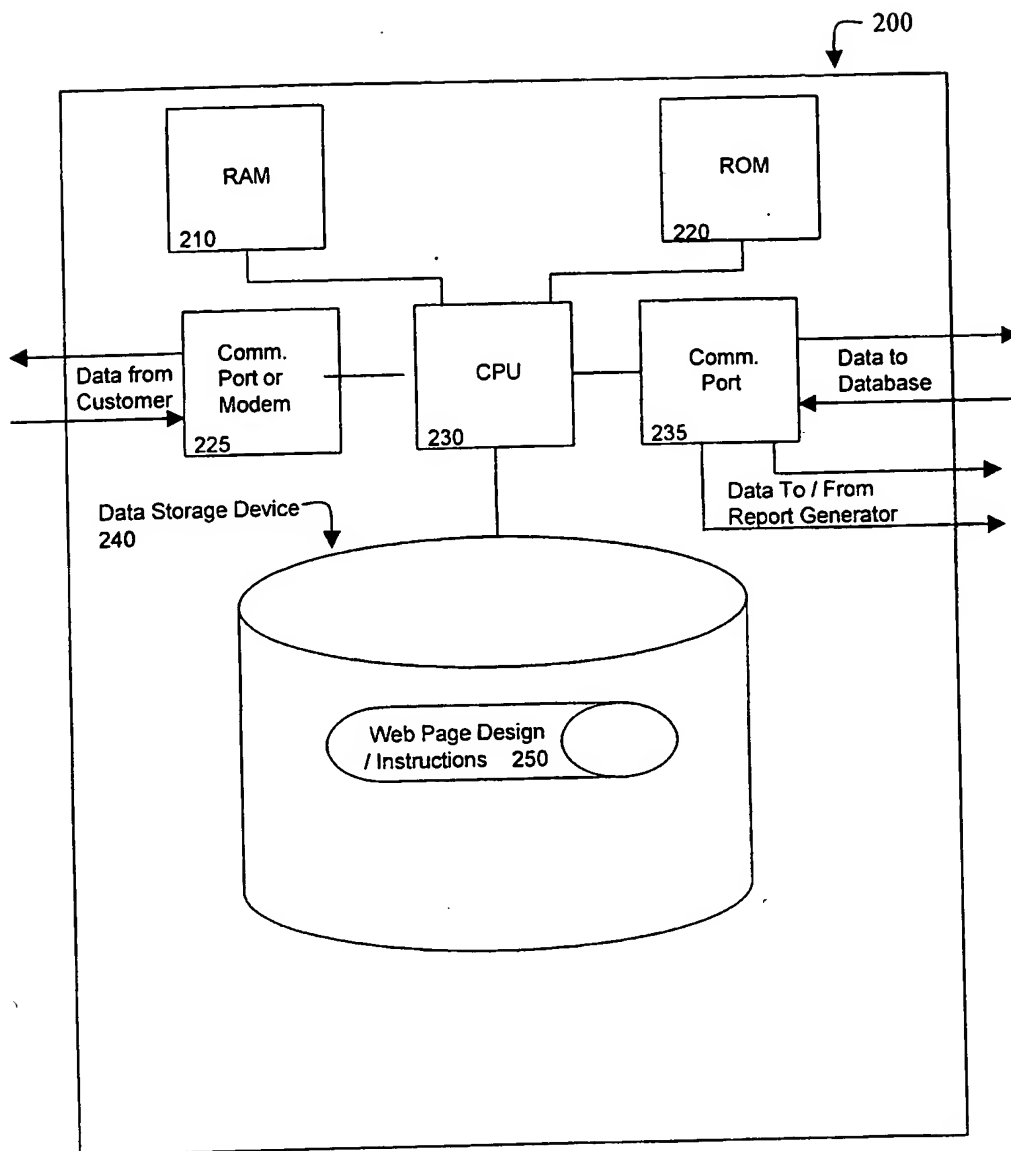 200
RAM
210
ROM
220
Comm.
Port or
Modem
225
CPU
230
Comm.
Port
235
Data from
Customer
Data to
Database
Data To / From
Report Generator
Data Storage Device
240
Web Page Design
/ Instructions 250